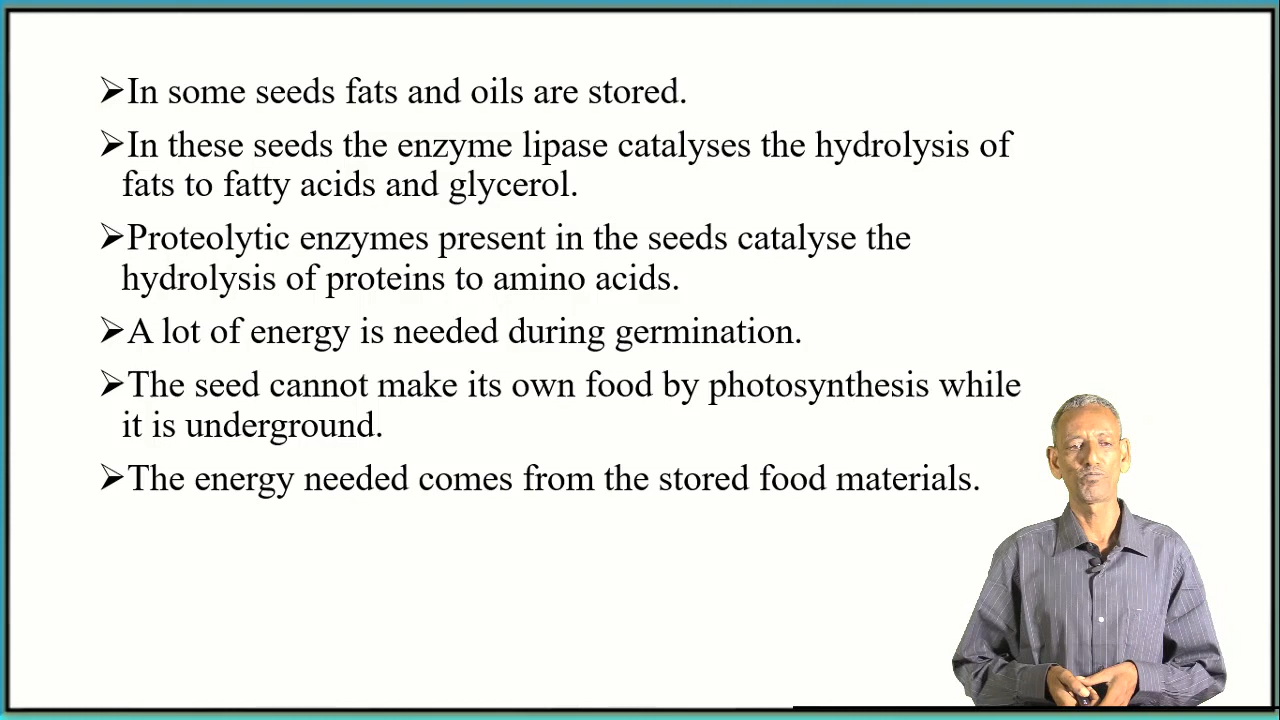 ➢In some seeds fats and oils are stored.
➢In these seeds the enzyme lipase catalyses the hydrolysis of
fats to fatty acids and glycerol.
➢Proteolytic enzymes present in the seeds catalyse the
hydrolysis of proteins to amino acids.
➢A lot of energy is needed during germination.
➢The seed cannot make its own food by photosynthesis while
it is underground.
➢The energy needed comes from the stored food materials.